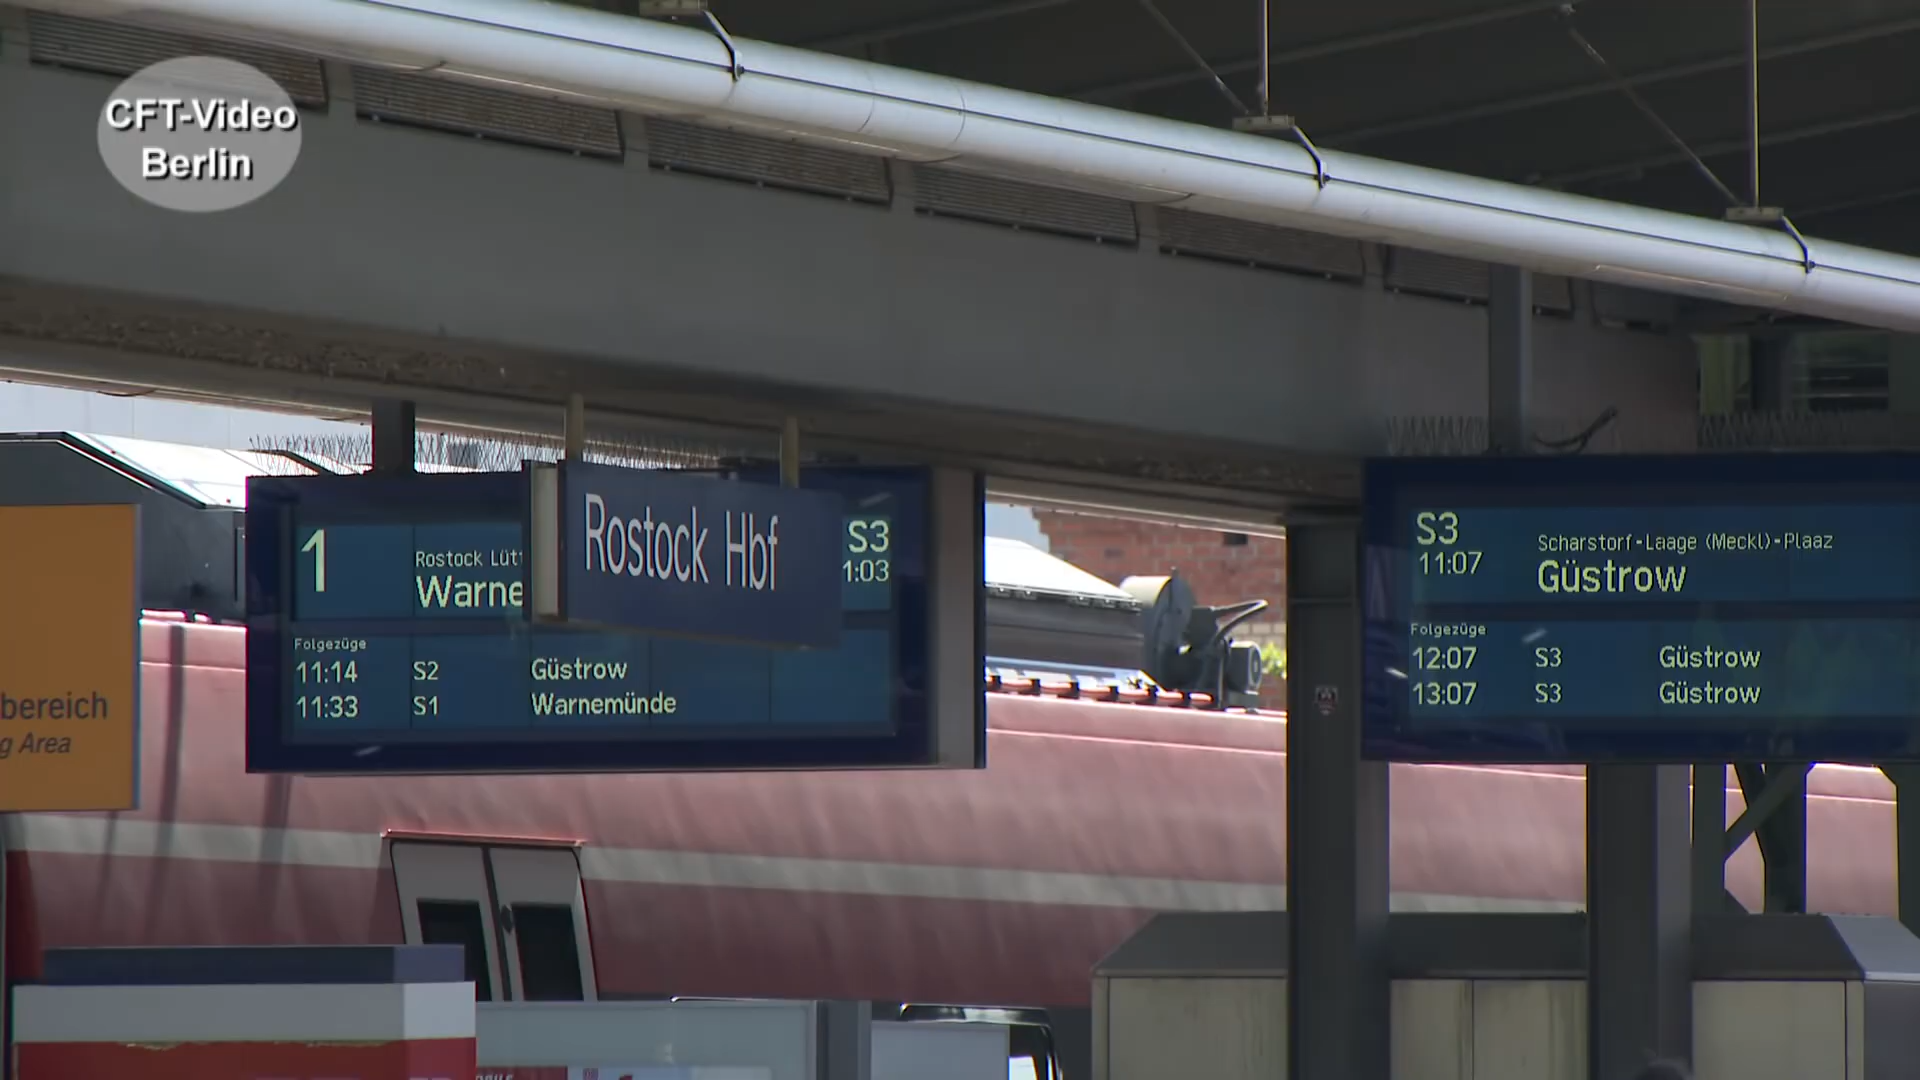 CFT-Video
Berlin
bereich
g Area
1
Rostock Lüt
Warne
S3
1:03
Folgezüge
11:14 S2 Güstrow
11:33 S1 Warnemünde
Rostock Hbf
S3
11:07
Scharstorf-Laage (Meckl)-Plaaz
Güstrow
Folgezüge
12:07 S3 Güstrow
13:07 S3 Güstrow